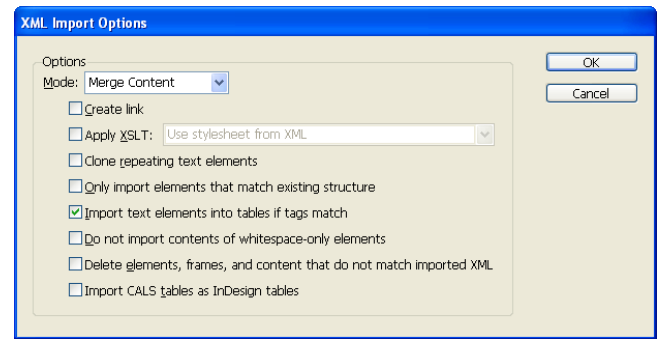 XML Import Options
Options
OK
Mode: Merge Content
Cancel
Create link
Apply XSLT: Use stylesheet from XML
Clone repeating text elements
Only import elements that match existing structure
Import text elements into tables if tags match
Do not import contents of whitespace-only elements
Delete elements, frames, and content that do not match imported XML
Import CALS tables as InDesign tables